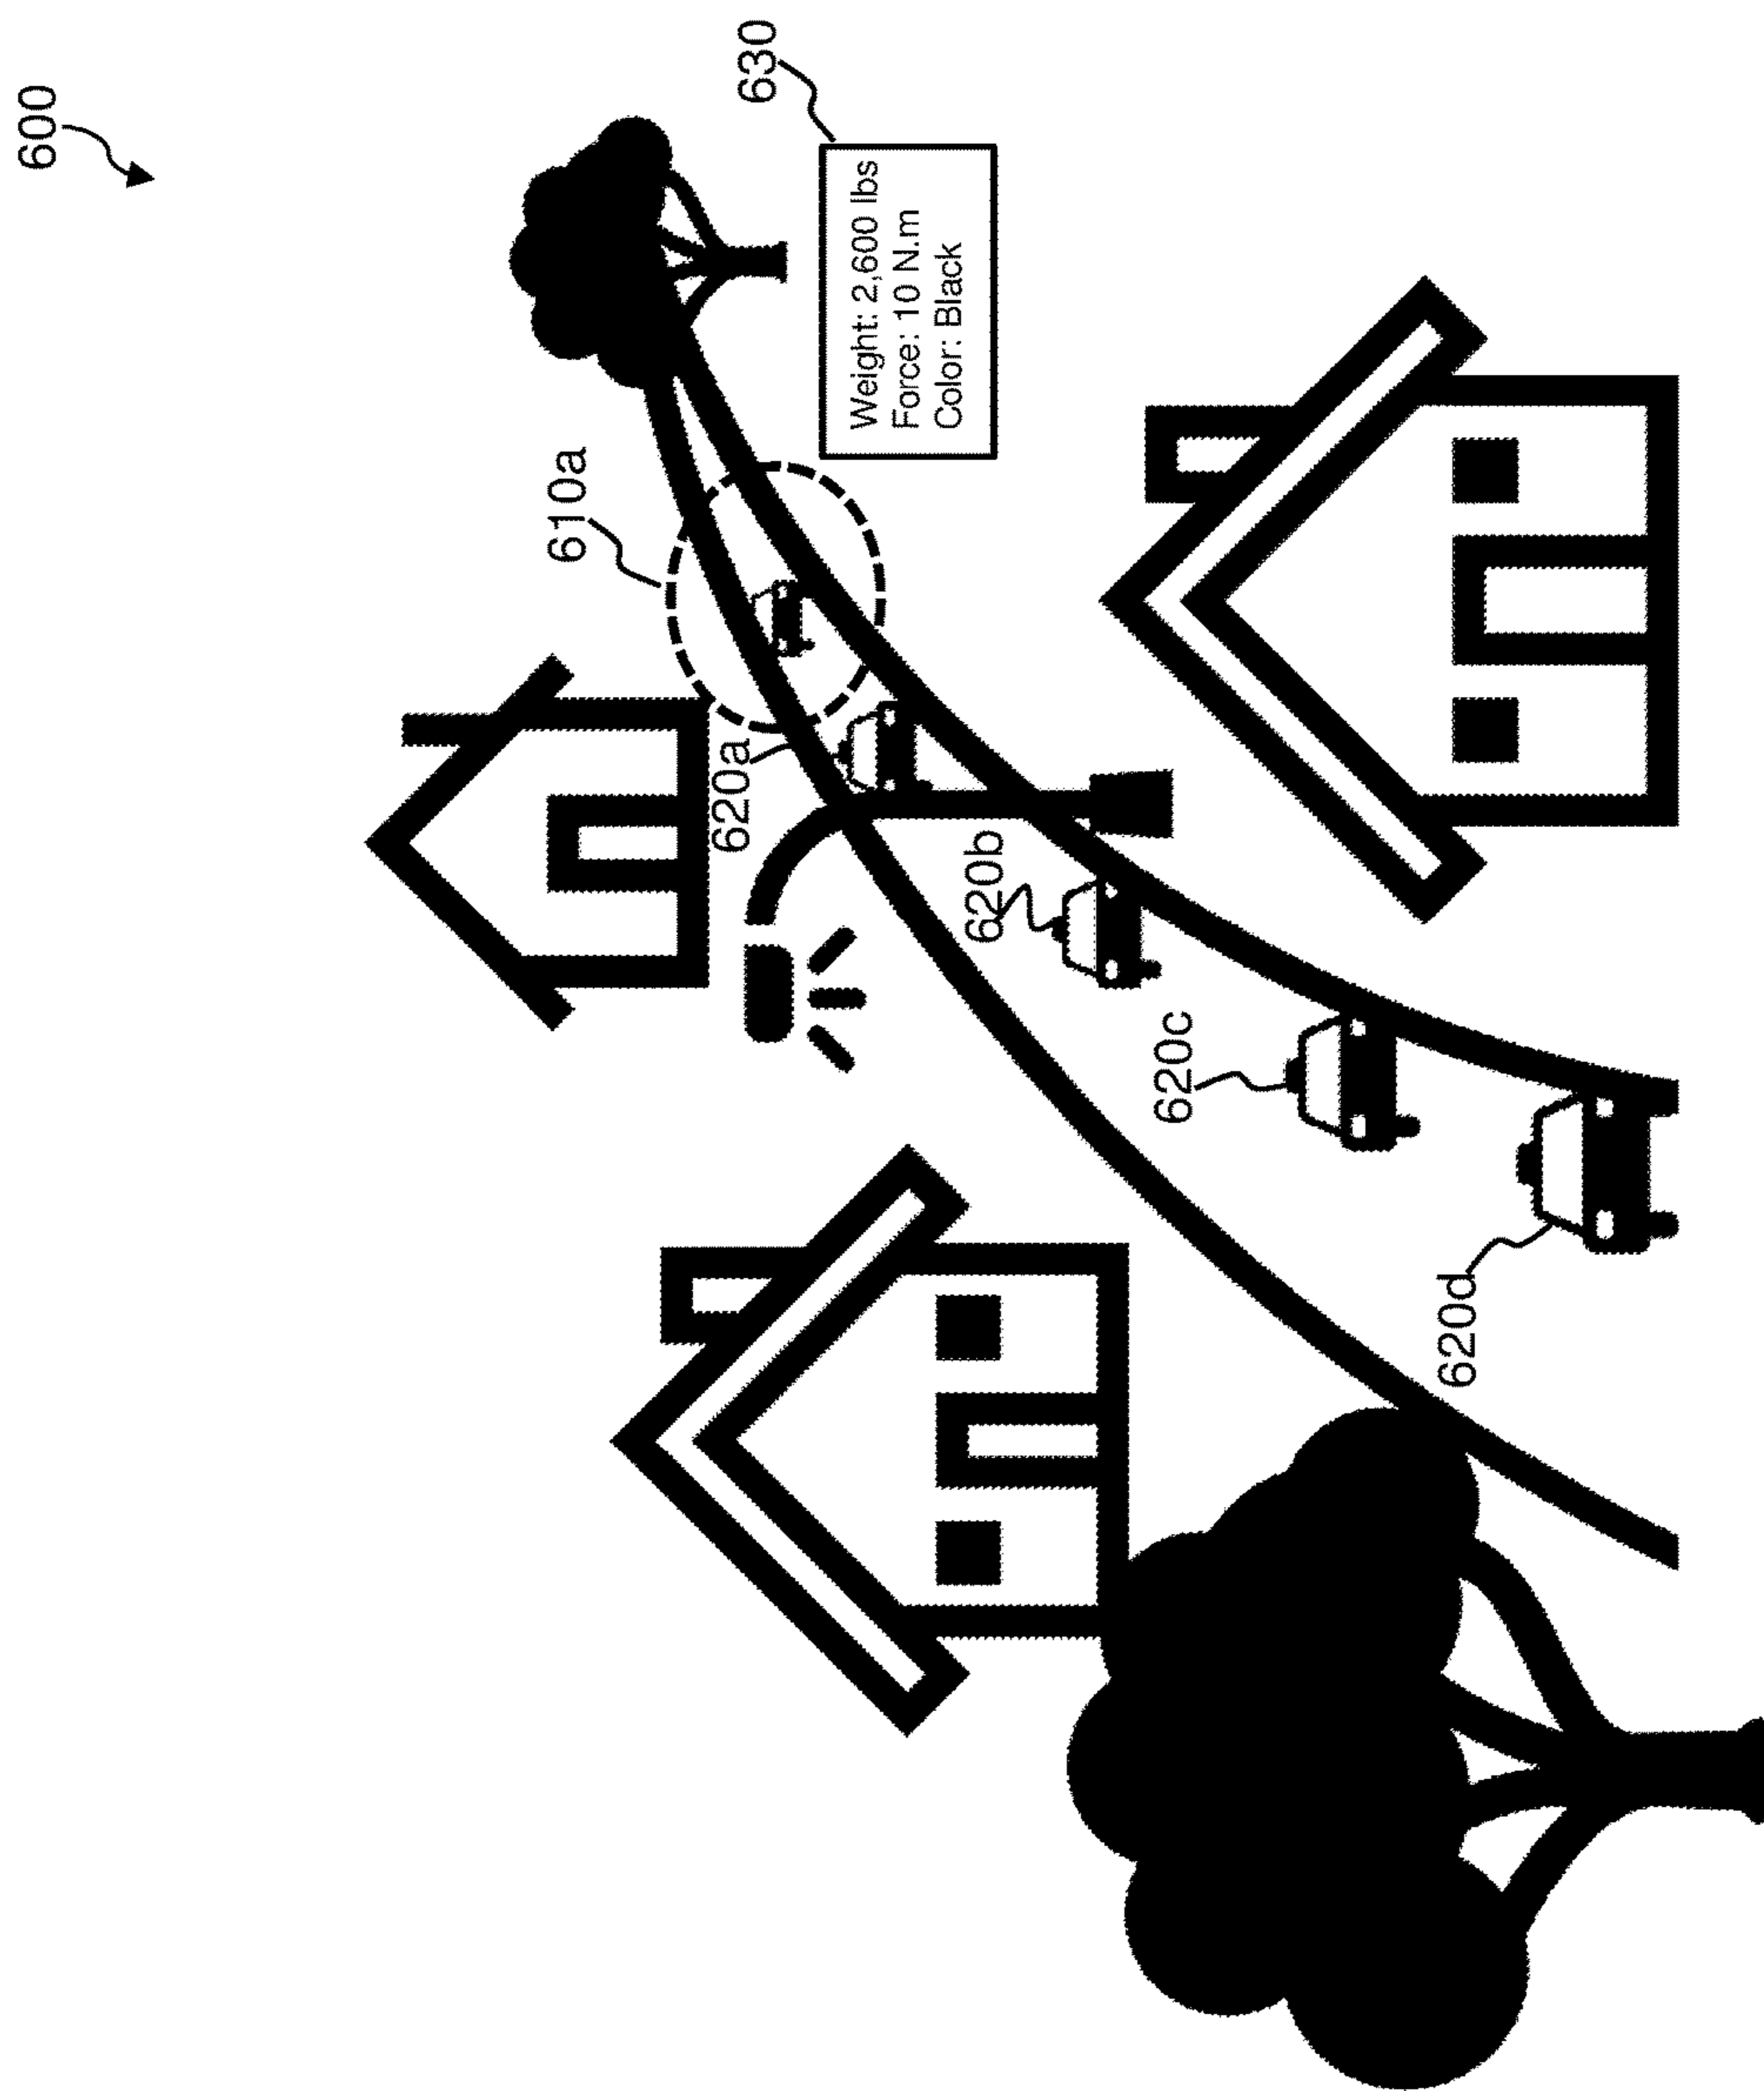 600
630
610a
Weight: 2,600 lbs
Force: 10 N.m
Color: Black
620a
620b
620c
620d